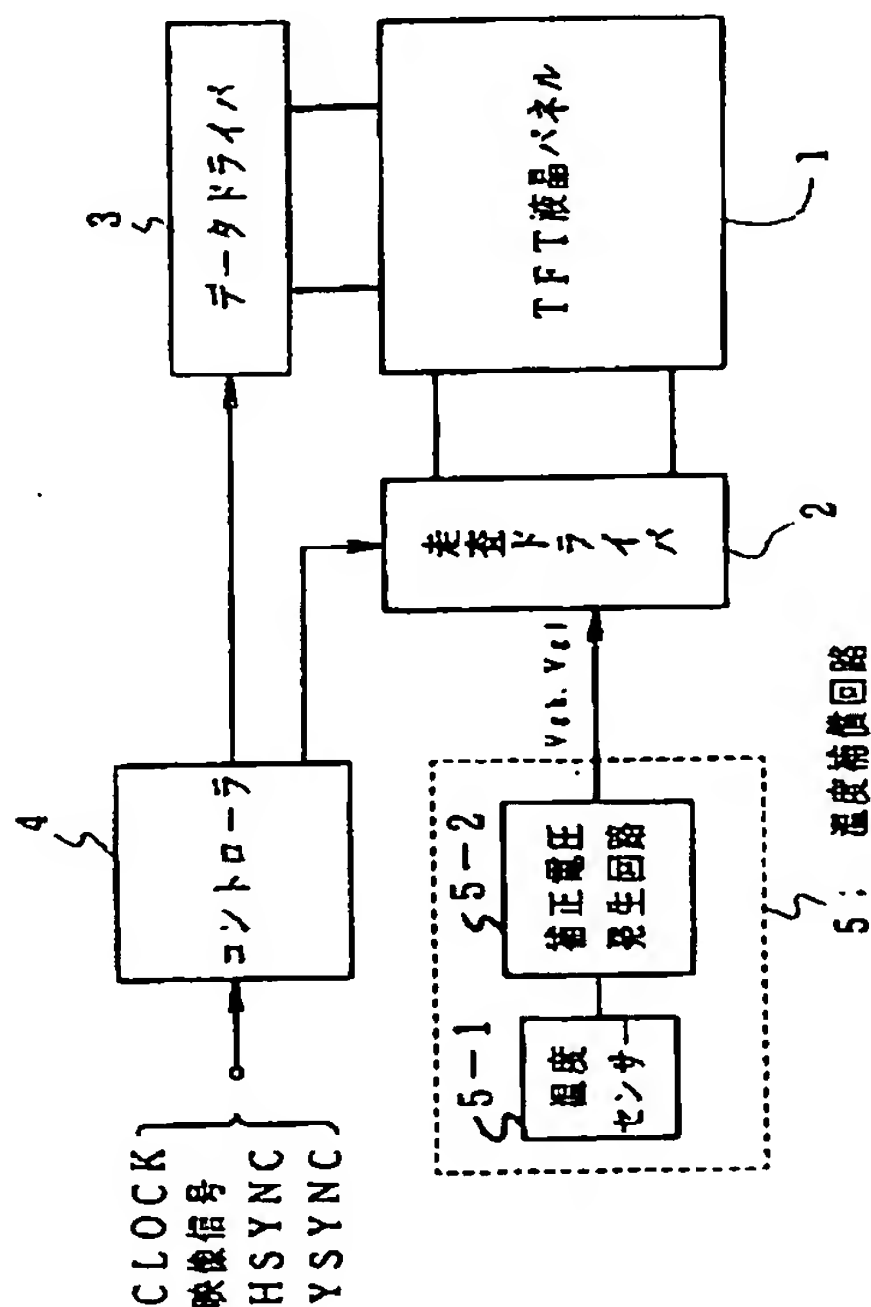 CLOCK
映像信号
HSYNC
YSYNC
4
コントローラ
3
データドライバ
TFT液晶パネル
1
走査ドライバ
2
Vgh. Vgl
5-1
温度
センサー
5-2
補正電圧
発生回路
5: 温度補償回路